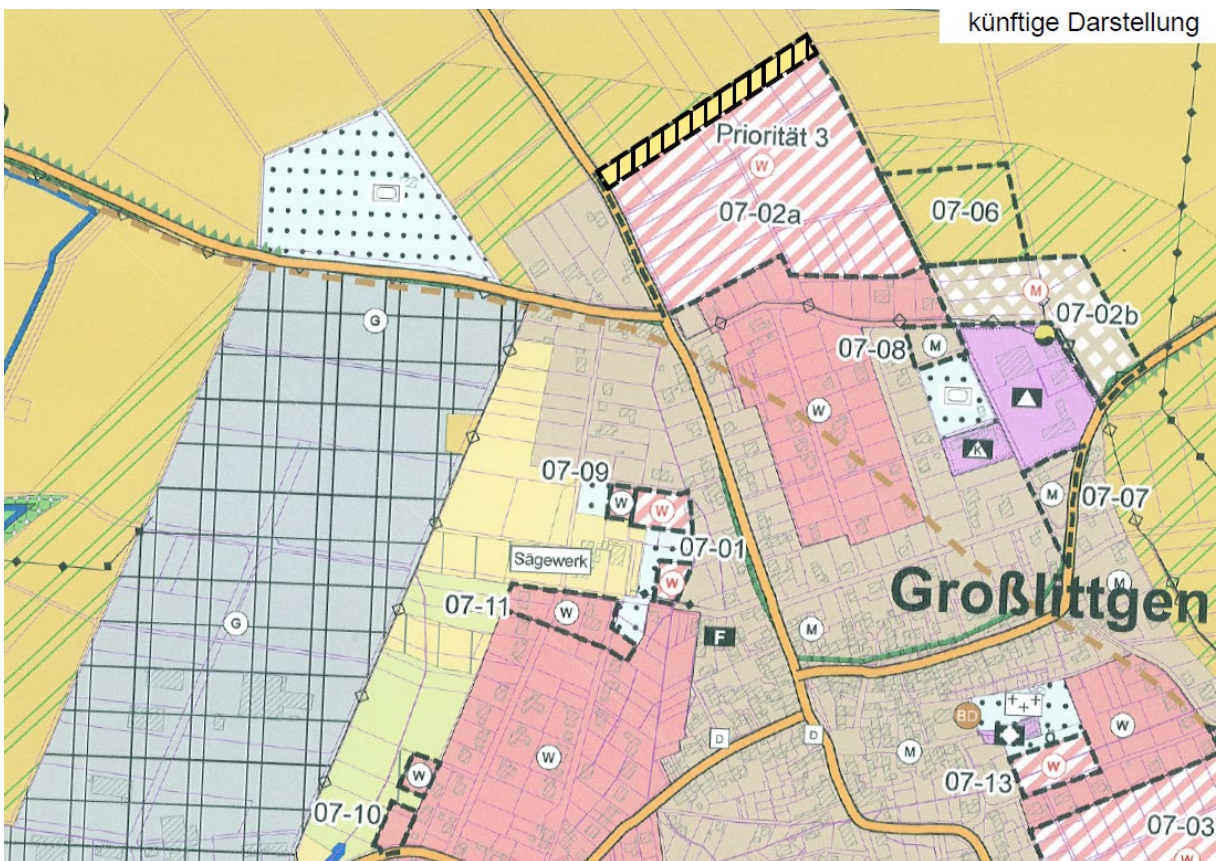 künftige Darstellung
Priorität 3
W
07-02a
07-06
M
07-02b
G
07-08
M
W
K
07-09
W
W
M
07-07
07-01
Sägewerk
W
Großlittgen
07-11
W
M
G
F
M
BD
D
D
W
M
W
W
07-13
W
07-10
07-03
W